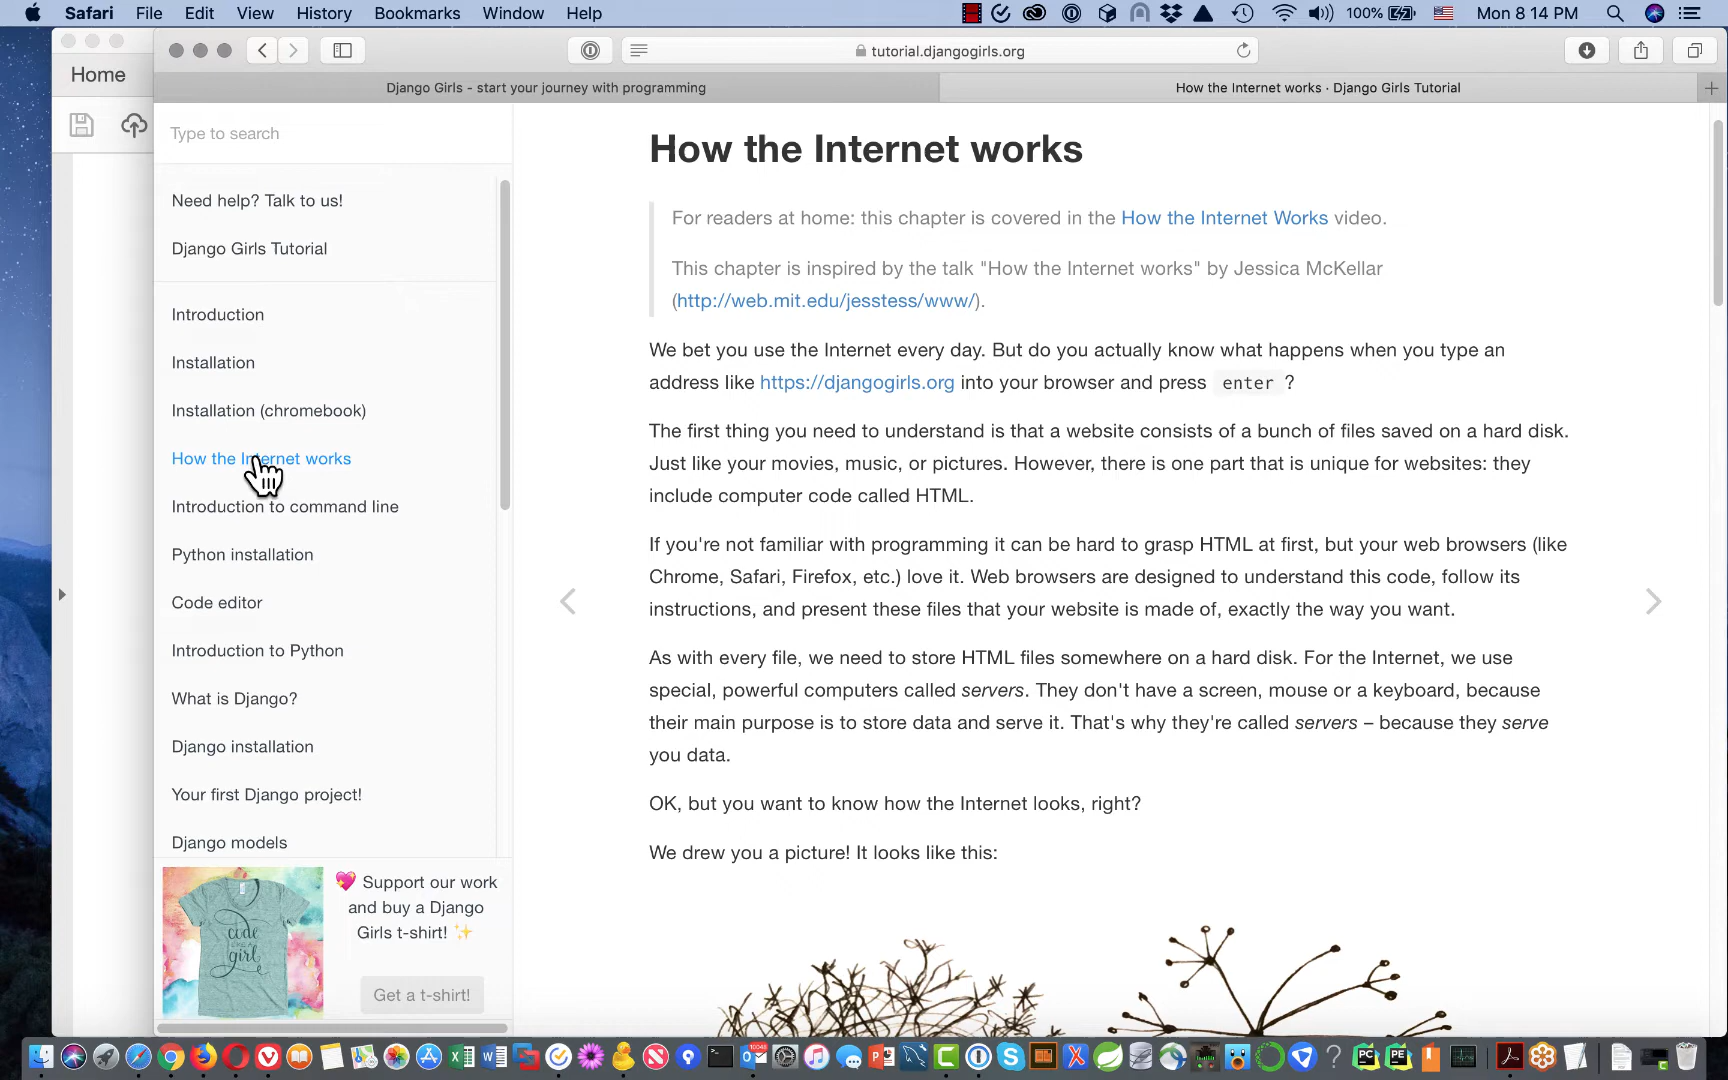 Safari File Edit View History Bookmarks Window Help
100% Mon 8 14 PM
Home
tutorial.djangogirls.org
Django Girls - start your journey with programming
How the Internet works · Django Girls Tutorial
Type to search
Need help? Talk to us!
Django Girls Tutorial
Introduction
Installation
Installation (chromebook)
How the Internet works
Introduction to command line
Python installation
Code editor
Introduction to Python
What is Django?
Django installation
Your first Django project!
Django models
code
girl
💖 Support our work
and buy a Django
Girls t-shirt! ✨
Get a t-shirt!
How the Internet works
For readers at home: this chapter is covered in the How the Internet Works video.
This chapter is inspired by the talk "How the Internet works" by Jessica McKellar
(http://web.mit.edu/jesstess/www/).
We bet you use the Internet every day. But do you actually know what happens when you type an
address like https://djangogirls.org into your browser and press enter ?
The first thing you need to understand is that a website consists of a bunch of files saved on a hard disk.
Just like your movies, music, or pictures. However, there is one part that is unique for websites: they
include computer code called HTML.
If you're not familiar with programming it can be hard to grasp HTML at first, but your web browsers (like
Chrome, Safari, Firefox, etc.) love it. Web browsers are designed to understand this code, follow its
instructions, and present these files that your website is made of, exactly the way you want.
As with every file, we need to store HTML files somewhere on a hard disk. For the Internet, we use
special, powerful computers called servers. They don't have a screen, mouse or a keyboard, because
their main purpose is to store data and serve it. That's why they're called servers – because they serve
you data.
OK, but you want to know how the Internet looks, right?
We drew you a picture! It looks like this: